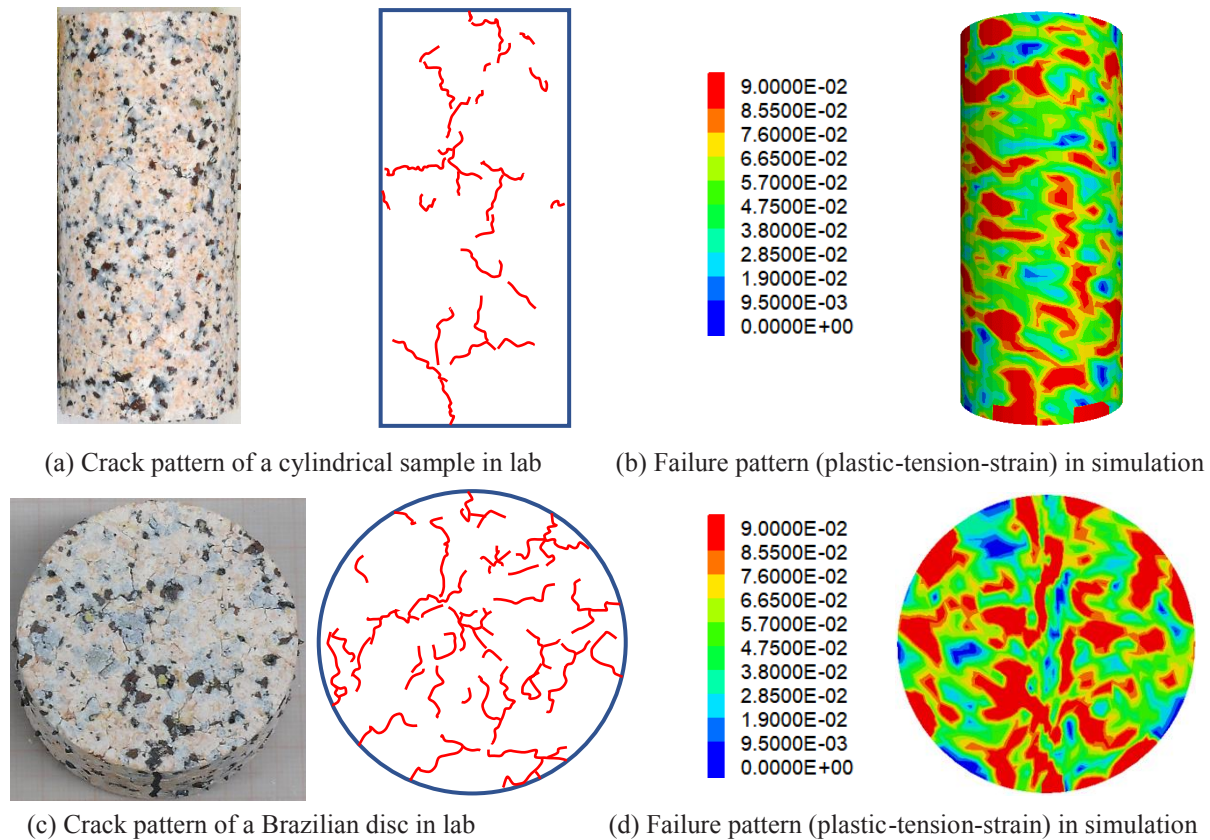 9.0000E-02
8.5500E-02
7.6000E-02
6.6500E-02
5.7000E-02
4.7500E-02
3.8000E-02
2.8500E-02
1.9000E-02
9.5000E-03
0.0000E+00
(a) Crack pattern of a cylindrical sample in lab
(b) Failure pattern (plastic-tension-strain) in simulation
9.0000E-02
8.5500E-02
7.6000E-02
6.6500E-02
5.7000E-02
4.7500E-02
3.8000E-02
2.8500E-02
1.9000E-02
9.5000E-03
0.0000E+00
(c) Crack pattern of a Brazilian disc in lab
(d) Failure pattern (plastic-tension-strain) in simulation